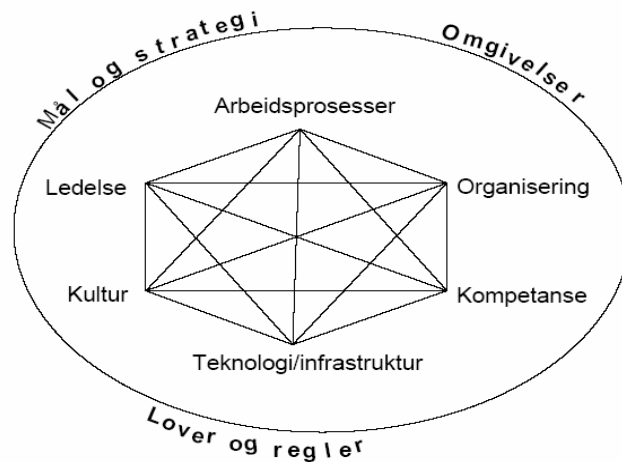 Mål og strategi
Omgivelser
Arbeidsprosesser
Ledelse
Organisering
Kultur
Kompetanse
Teknologi/infrastruktur
Lover og regler